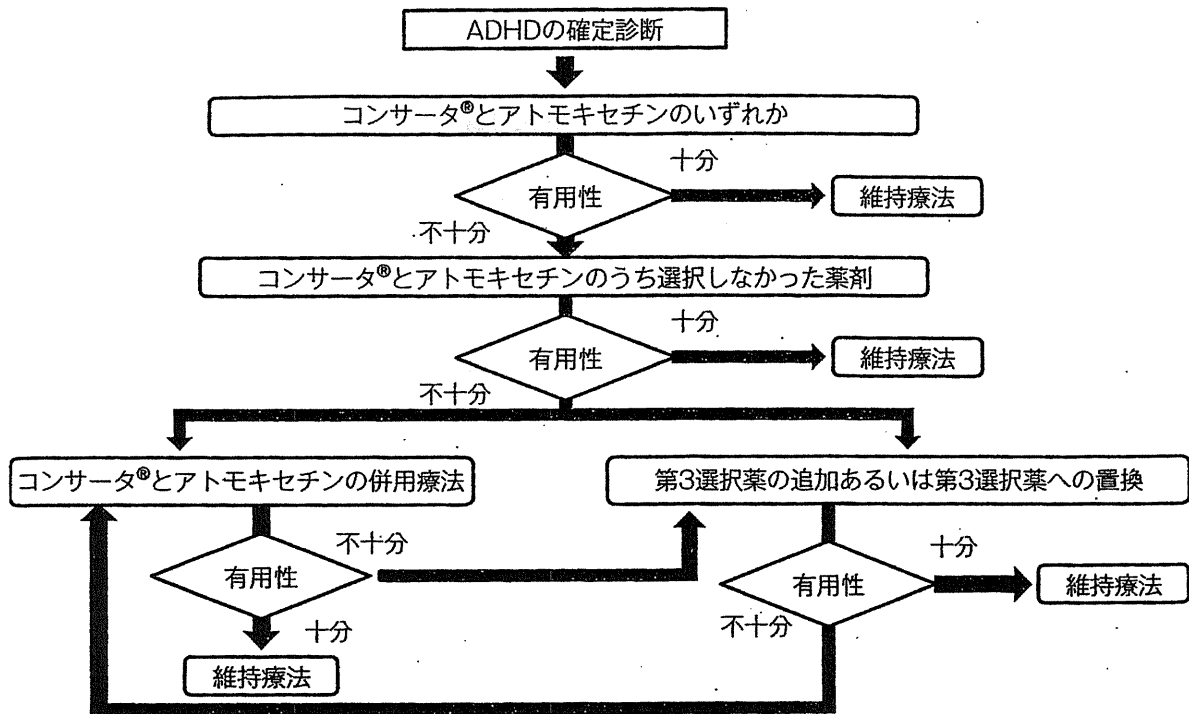 ADHDの確定診断
コンサータ®とアトモキセチンのいずれか
十分
有用性
維持療法
不十分
コンサータ®とアトモキセチンのうち選択しなかった薬剤
十分
有用性
維持療法
不十分
コンサータ®とアトモキセチンの併用療法
第3選択薬の追加あるいは第3選択薬への置換
不十分
十分
有用性
有用性
維持療法
十分
不十分
維持療法